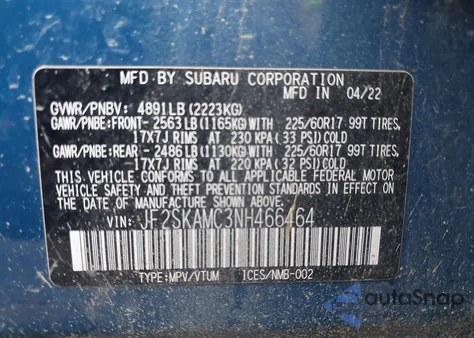 MFD BY SUBARU CORPORATION
MFD IN 04/22
GVWR/PNBV: 4891LB (2223KG)
GAWR/PNBE:FRONT-2563LB (1165KG)WITH 225/60R17 99T TIRES,
17X7J RIMS AT 230 KPA (33 PSI) COLD
GAWR/PNBE:REAR-2486LB (1130KG)WITH 225/60R17 99T TIRES,
17X7J RIMS AT 220 KPA (32 PSI) COLD
THIS VEHICLE CONFORMS TO ALL APPLICABLE FEDERAL MOTOR
VEHICLE SAFETY AND BUMPER STANDARDS IN EFFECT ON THE DATE
OF MANUFACTURE SHOWN ABOVE.
VIN: JF2SKAMC3NH466464
TYPE:MPV/VTUM ICES/NMB-002
autoSnap